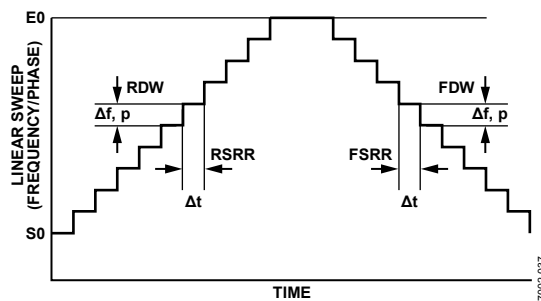 E0
RDW
FDW
Δf, p
Δf, p
LINEAR SWEEP
(FREQUENCY/PHASE)
RSRR
FSRR
Δt
Δt
S0
TIME